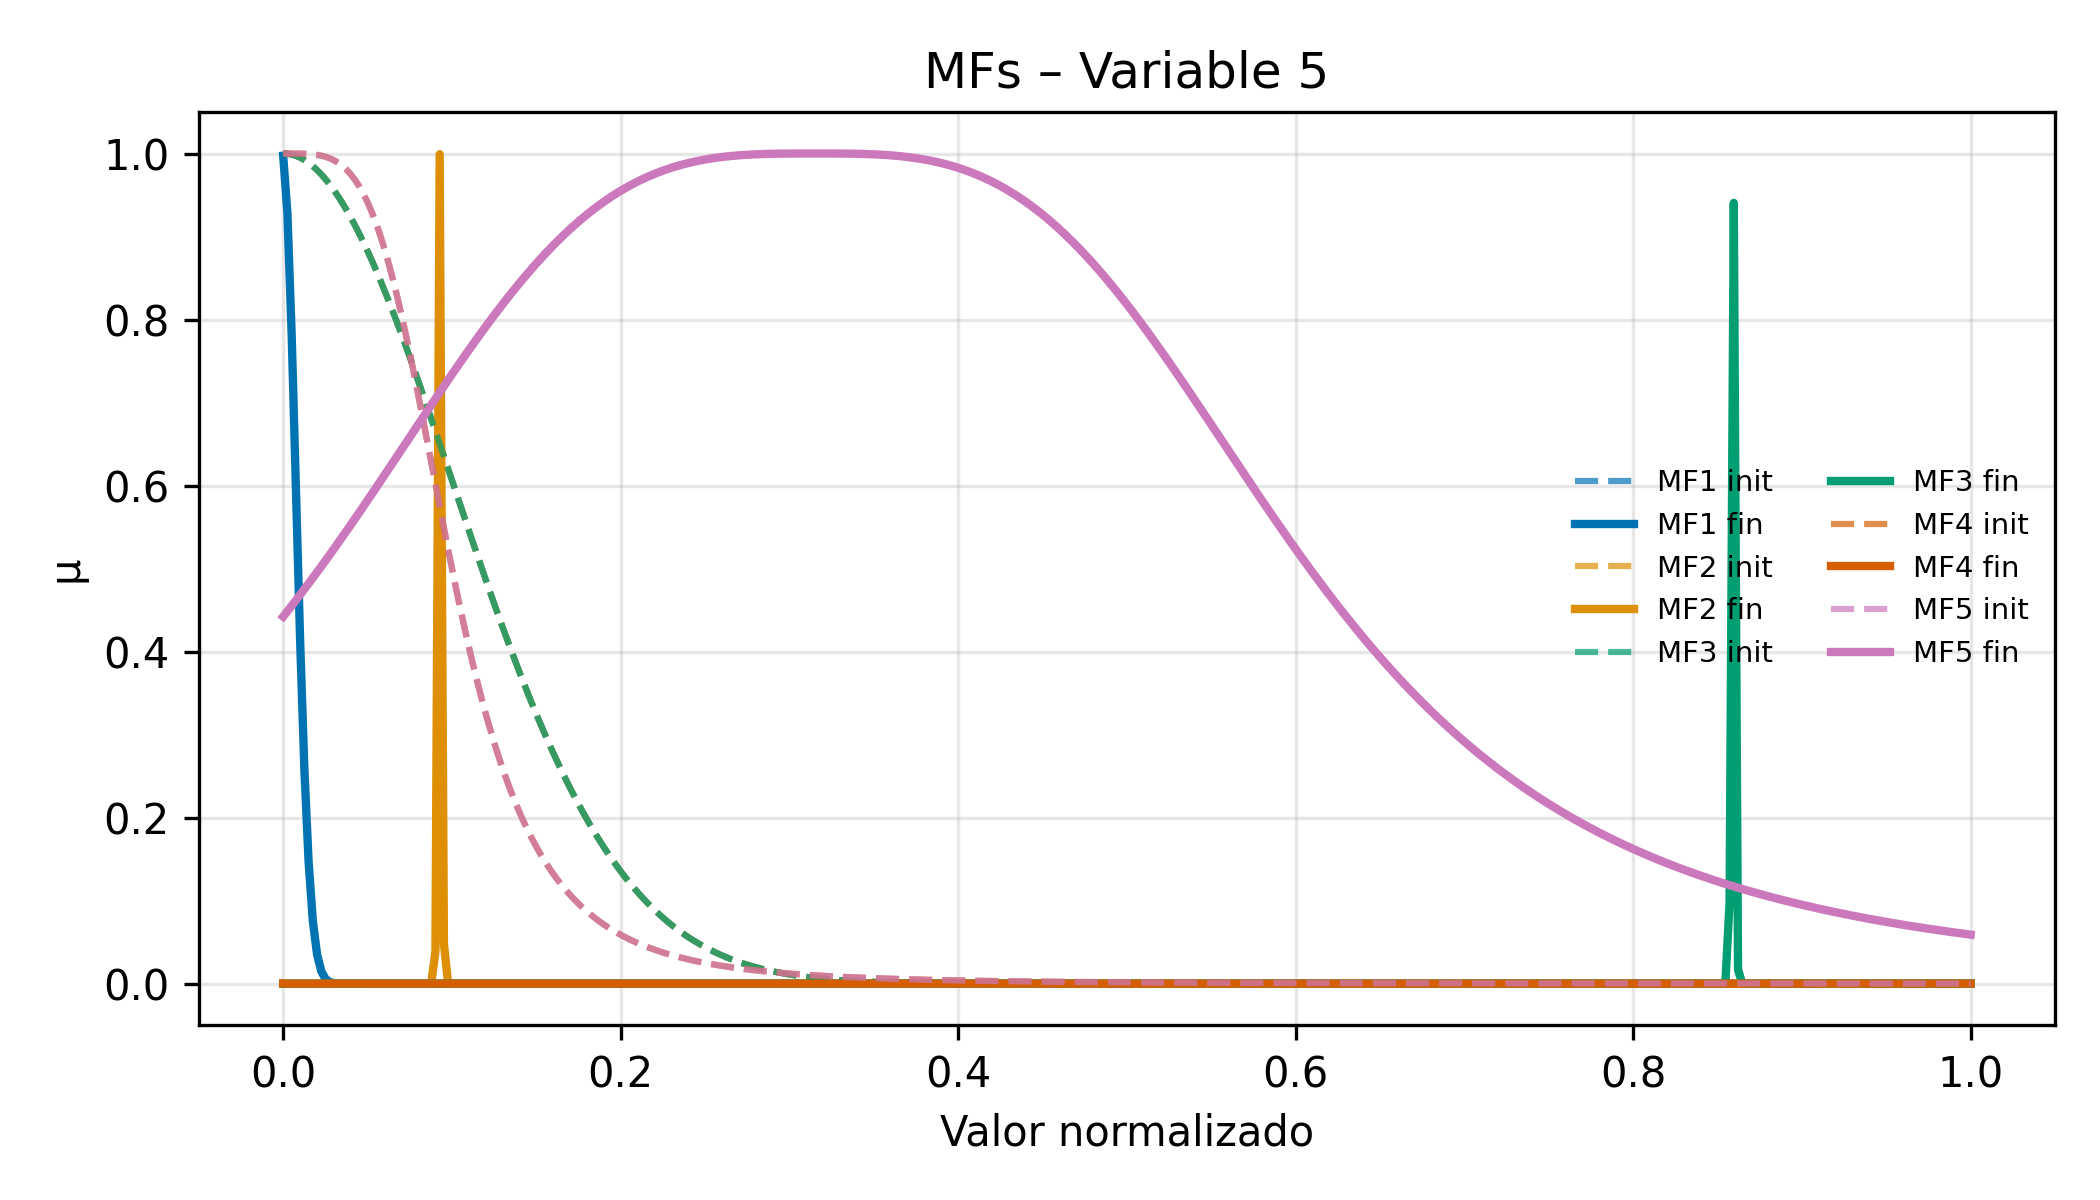 MFs – Variable 5
1.0
0.8
0.6
0.4
0.2
0.0
μ
MF1 init
MF1 fin
MF2 init
MF2 fin
MF3 init
MF3 fin
MF4 init
MF4 fin
MF5 init
MF5 fin
0.0 0.2 0.4 0.6 0.8 1.0
Valor normalizado